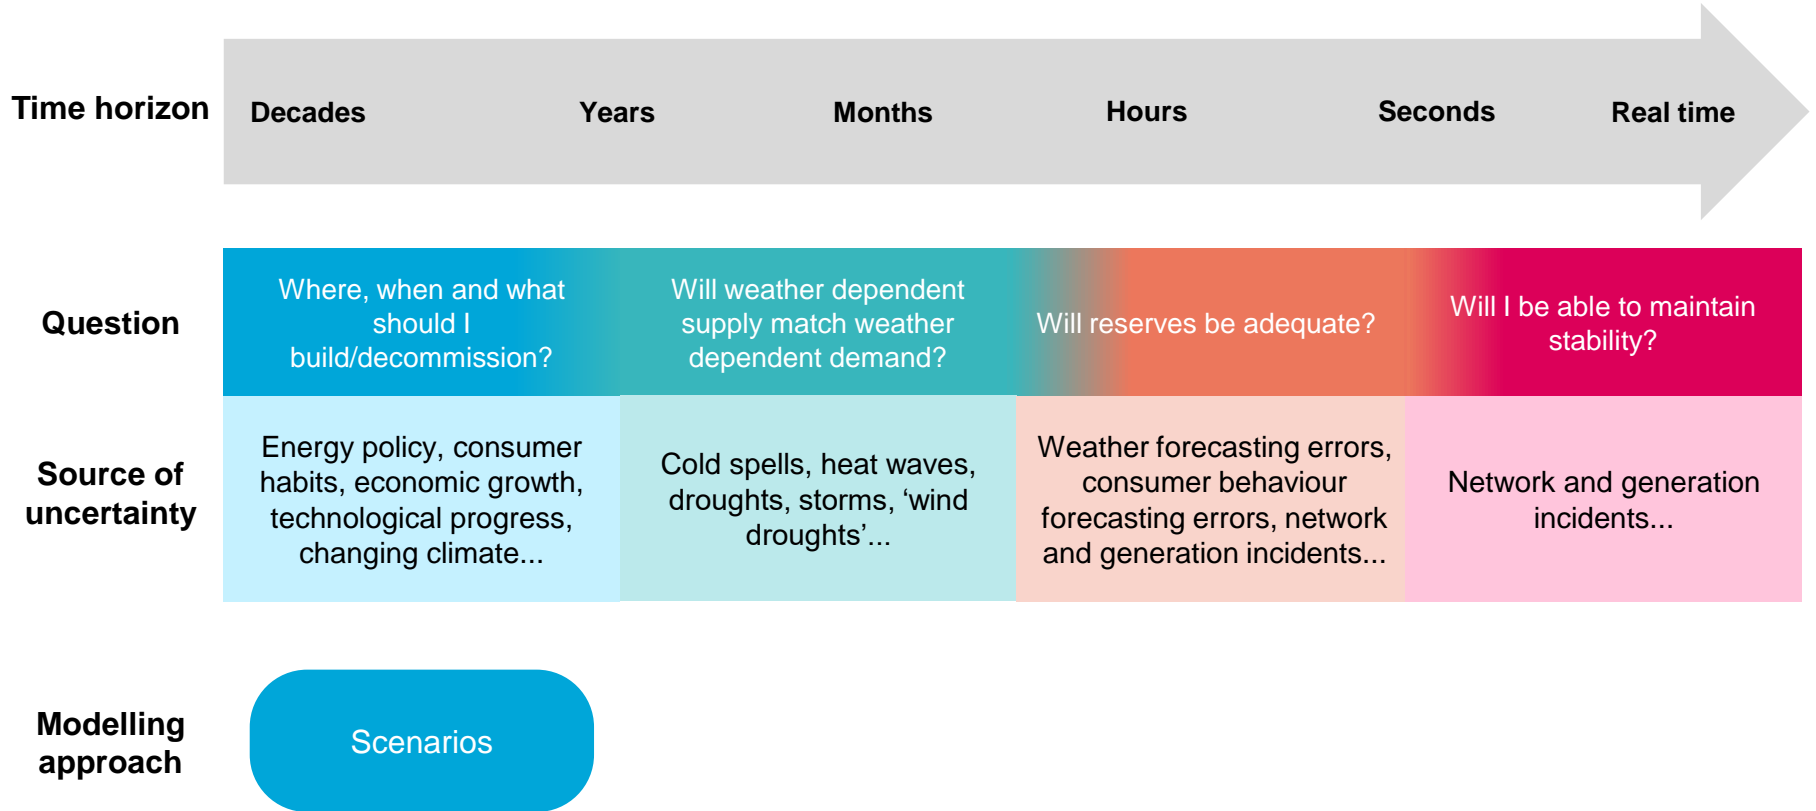 Time horizon
Decades
Years
Months
Hours
Seconds
Real time
Question
Where, when and what
should I
build/decommission?
Will weather dependent
supply match weather
dependent demand?
Will reserves be adequate?
Will I be able to maintain
stability?
Source of
uncertainty
Energy policy, consumer
habits, economic growth,
technological progress,
changing climate...
Cold spells, heat waves,
droughts, storms, ‘wind
droughts’...
Weather forecasting errors,
consumer behaviour
forecasting errors, network
and generation incidents...
Network and generation
incidents...
Modelling
approach
Scenarios